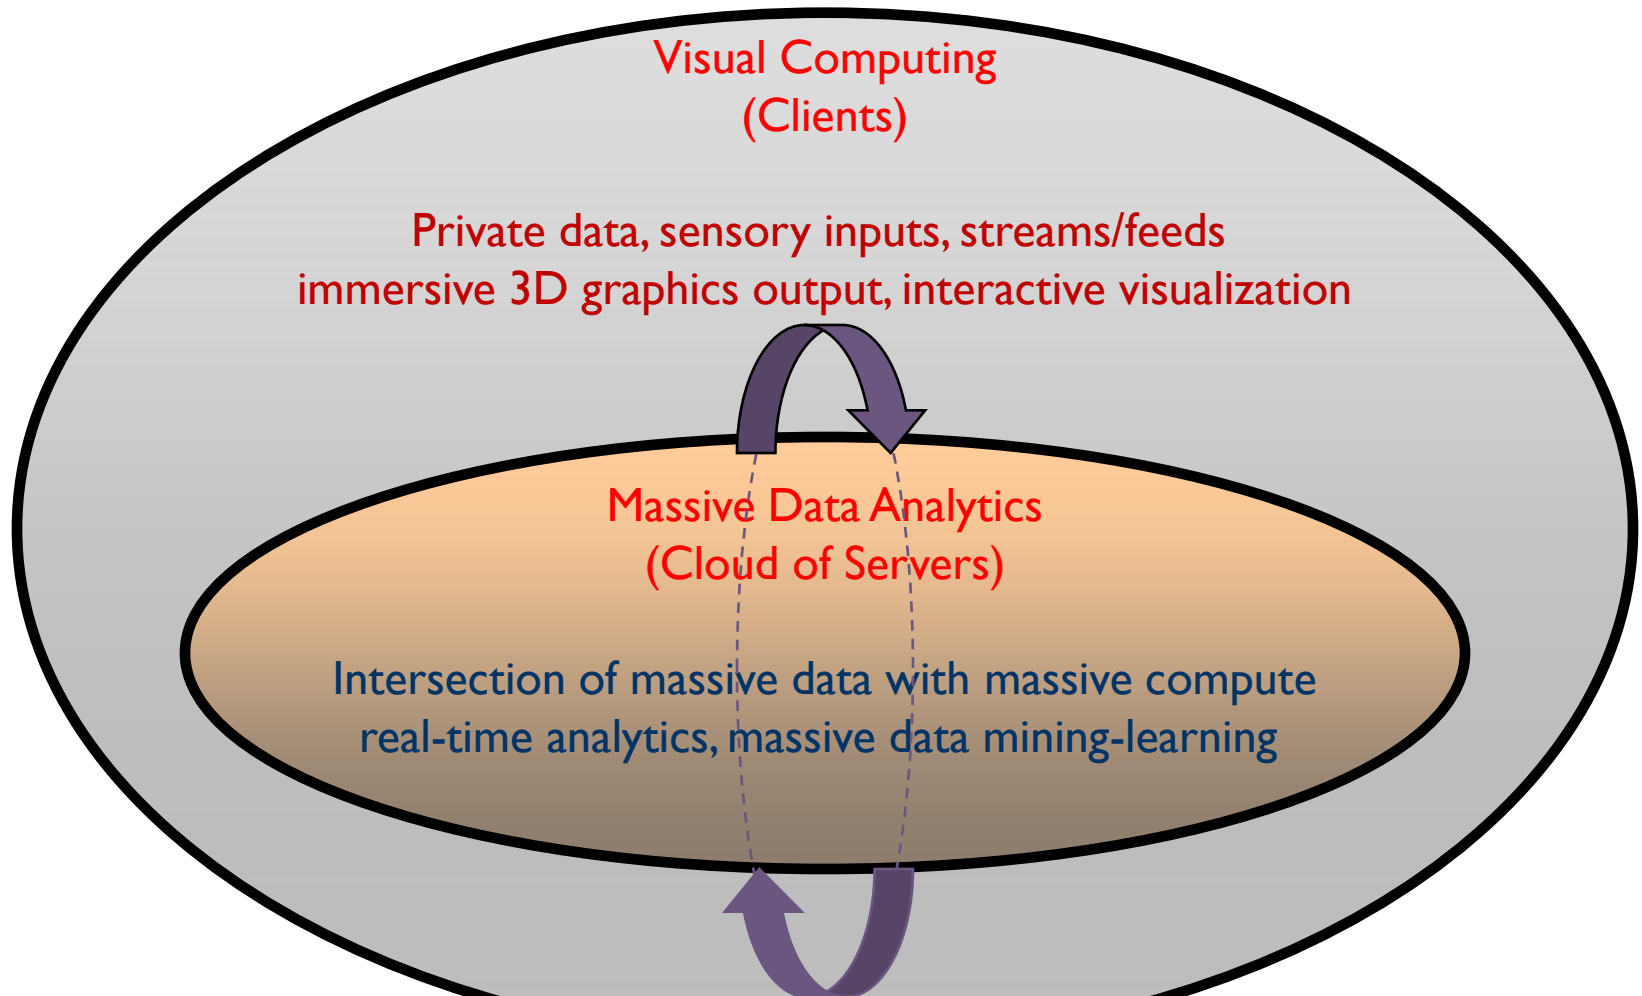 Visual Computing
(Clients)
Private data, sensory inputs, streams/feeds
immersive 3D graphics output, interactive visualization
Massive Data Analytics
(Cloud of Servers)
Intersection of massive data with massive compute
real-time analytics, massive data mining-learning